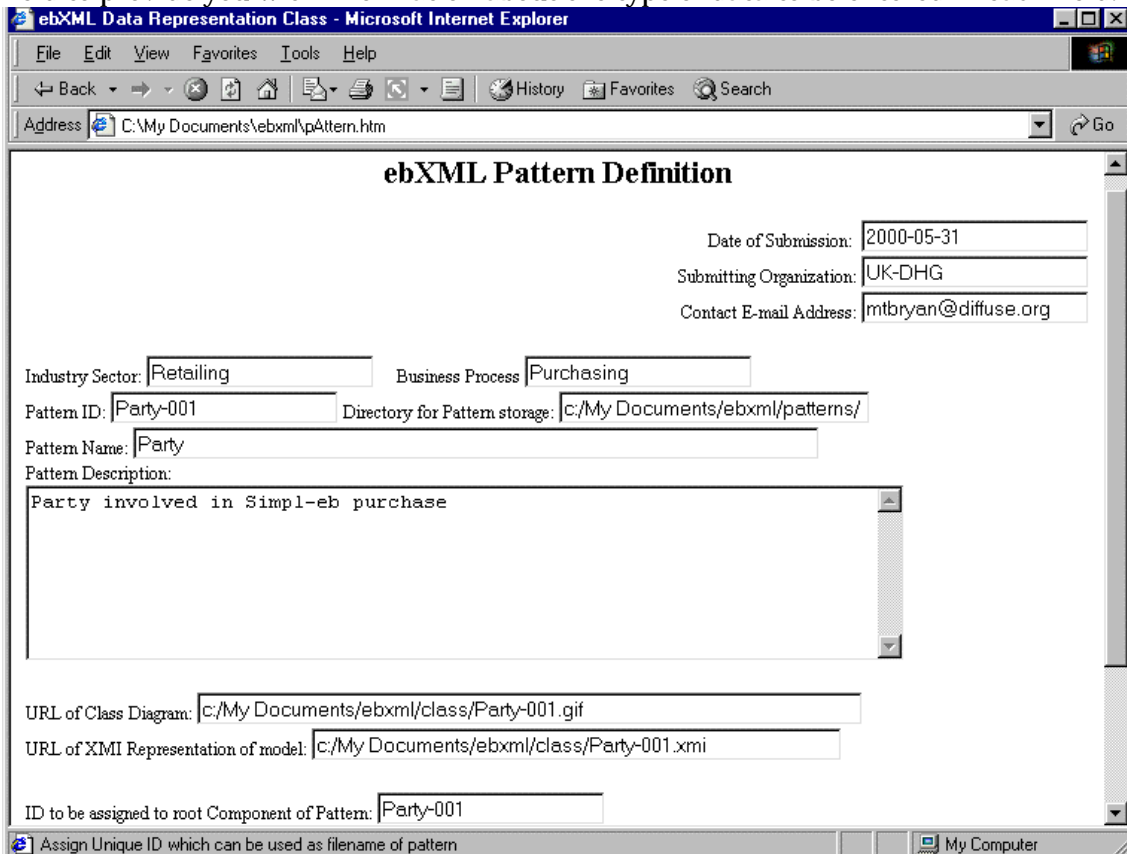 ebXML Data Representation Class - Microsoft Internet Explorer
File Edit View Favorites Tools Help
Back History Favorites Search
Address C:\My Documents\ebxml\pAttern.htm Go
ebXML Pattern Definition
Date of Submission: 2000-05-31
Submitting Organization: UK-DHG
Contact E-mail Address: mtbryan@diffuse.org
Industry Sector: Retailing Business Process Purchasing
Pattern ID: Party-001 Directory for Pattern storage: c:/My Documents/ebxml/patterns/
Pattern Name: Party
Pattern Description:
Party involved in Simpl-eb purchase
URL of Class Diagram: c:/My Documents/ebxml/class/Party-001.gif
URL of XMI Representation of model: c:/My Documents/ebxml/class/Party-001.xmi
ID to be assigned to root Component of Pattern: Party-001
Assign Unique ID which can be used as filename of pattern My Computer